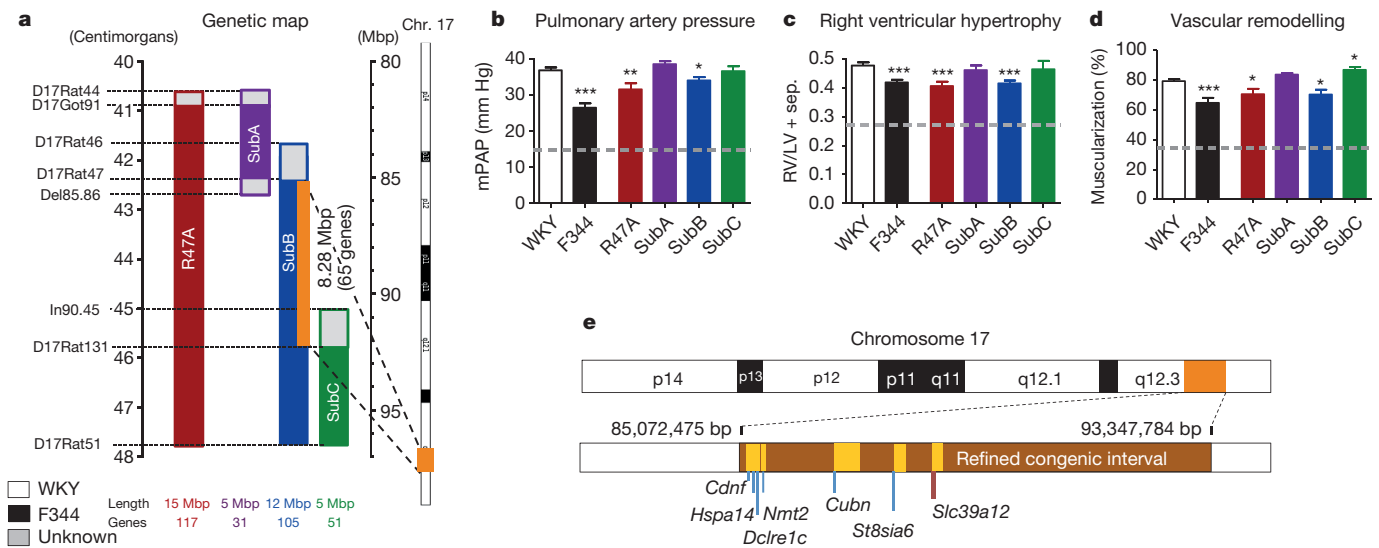 a
Genetic map
(Centimorgans)
(Mbp)
Chr. 17
40
41
42
43
44
45
46
47
48
D17Rat44
D17Got91
D17Rat46
D17Rat47
Del85.86
In90.45
D17Rat131
D17Rat51
R47A
SubA
SubB
SubC
8.28 Mbp
(65 genes)
80
85
90
95
p14
p13
p12
p11
q11
q121
WKY
F344
Unknown
Length 15 Mbp 5 Mbp 12 Mbp 5 Mbp
Genes 117 31 105 51
b Pulmonary artery pressure
mPAP (mm Hg)
40
30
20
10
0
***
**
*
WKY F344 R47A SubA SubB SubC
c Right ventricular hypertrophy
RV/LV + sep.
0.5
0.4
0.3
0.2
0.1
0.0
***
***
***
WKY F344 R47A SubA SubB SubC
d Vascular remodelling
Muscularization (%)
100
80
60
40
20
0
***
*
*
*
WKY F344 R47A SubA SubB SubC
e
Chromosome 17
p14 p13 p12 p11 q11 q12.1 q12.3
85,072,475 bp 93,347,784 bp
Refined congenic interval
Cdnf
Hspa14 Nmt2
Dclre1c
Cubn
St8sia6
Slc39a12